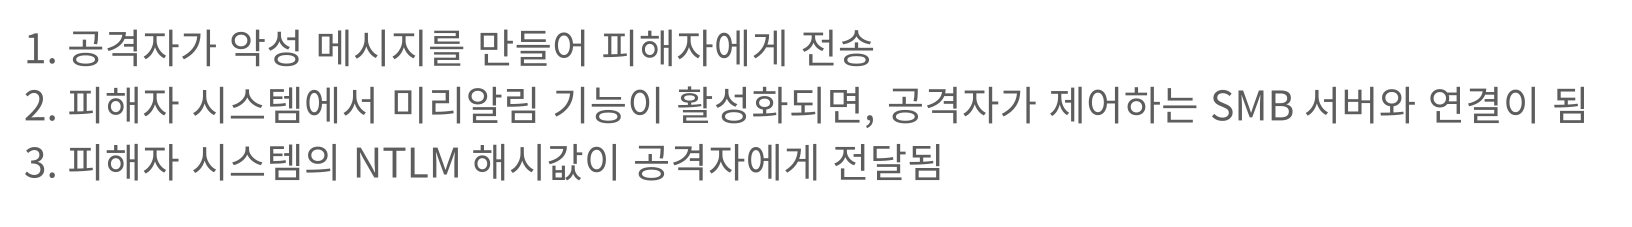 1. 공격자가 악성 메시지를 만들어 피해자에게 전송
2. 피해자 시스템에서 미리알림 기능이 활성화되면, 공격자가 제어하는 SMB 서버와 연결이 됨
3. 피해자 시스템의 NTLM 해시값이 공격자에게 전달됨